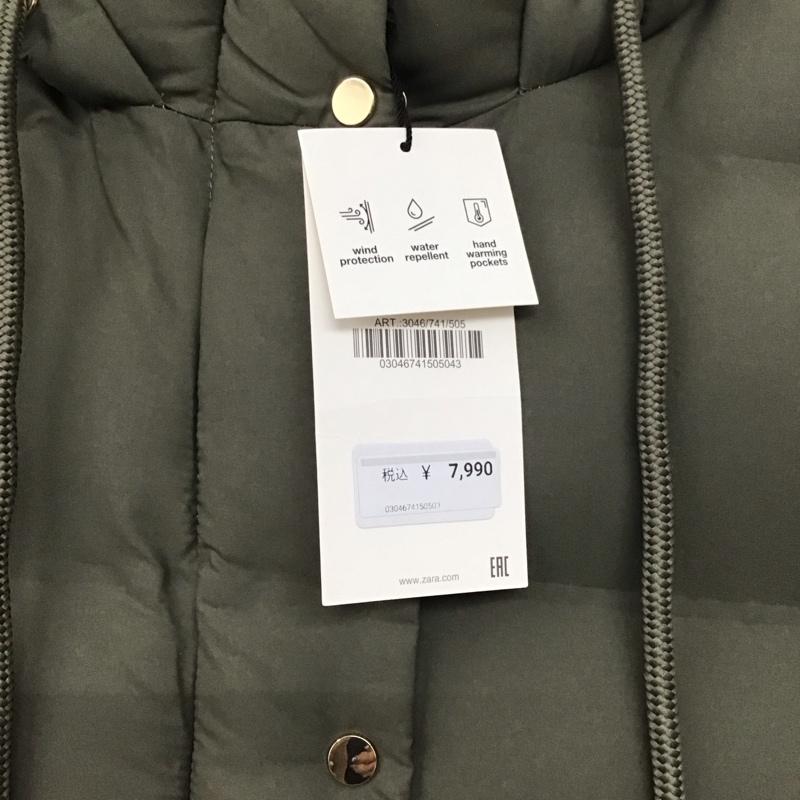 wind
protection
water
repellent
hand
warming
pockets
ART.:3046/741/505
03046741505043
税込 ¥ 7,990
www.zara.com
EAC